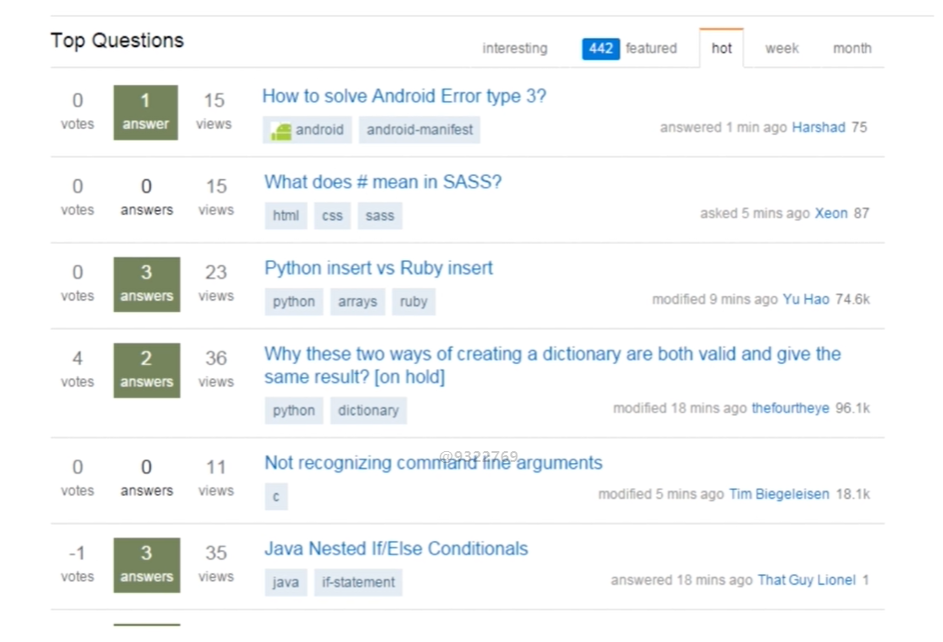 Top Questions
interesting 442 featured hot week month
0 1 15 How to solve Android Error type 3?
votes answer views android android-manifest answered 1 min ago Harshad 75
0 0 15 What does # mean in SASS?
votes answers views html css sass asked 5 mins ago Xeon 87
0 3 23 Python insert vs Ruby insert
votes answers views python arrays ruby modified 9 mins ago Yu Hao 74.6k
4 2 36 Why these two ways of creating a dictionary are both valid and give the
votes answers views same result? [on hold]
python dictionary modified 18 mins ago thefourtheye 96.1k
0 0 11 Not recognizing command line arguments
@9322769
votes answers views c modified 5 mins ago Tim Biegeleisen 18.1k
-1 3 35 Java Nested If/Else Conditionals
votes answers views java if-statement answered 18 mins ago That Guy Lionel 1